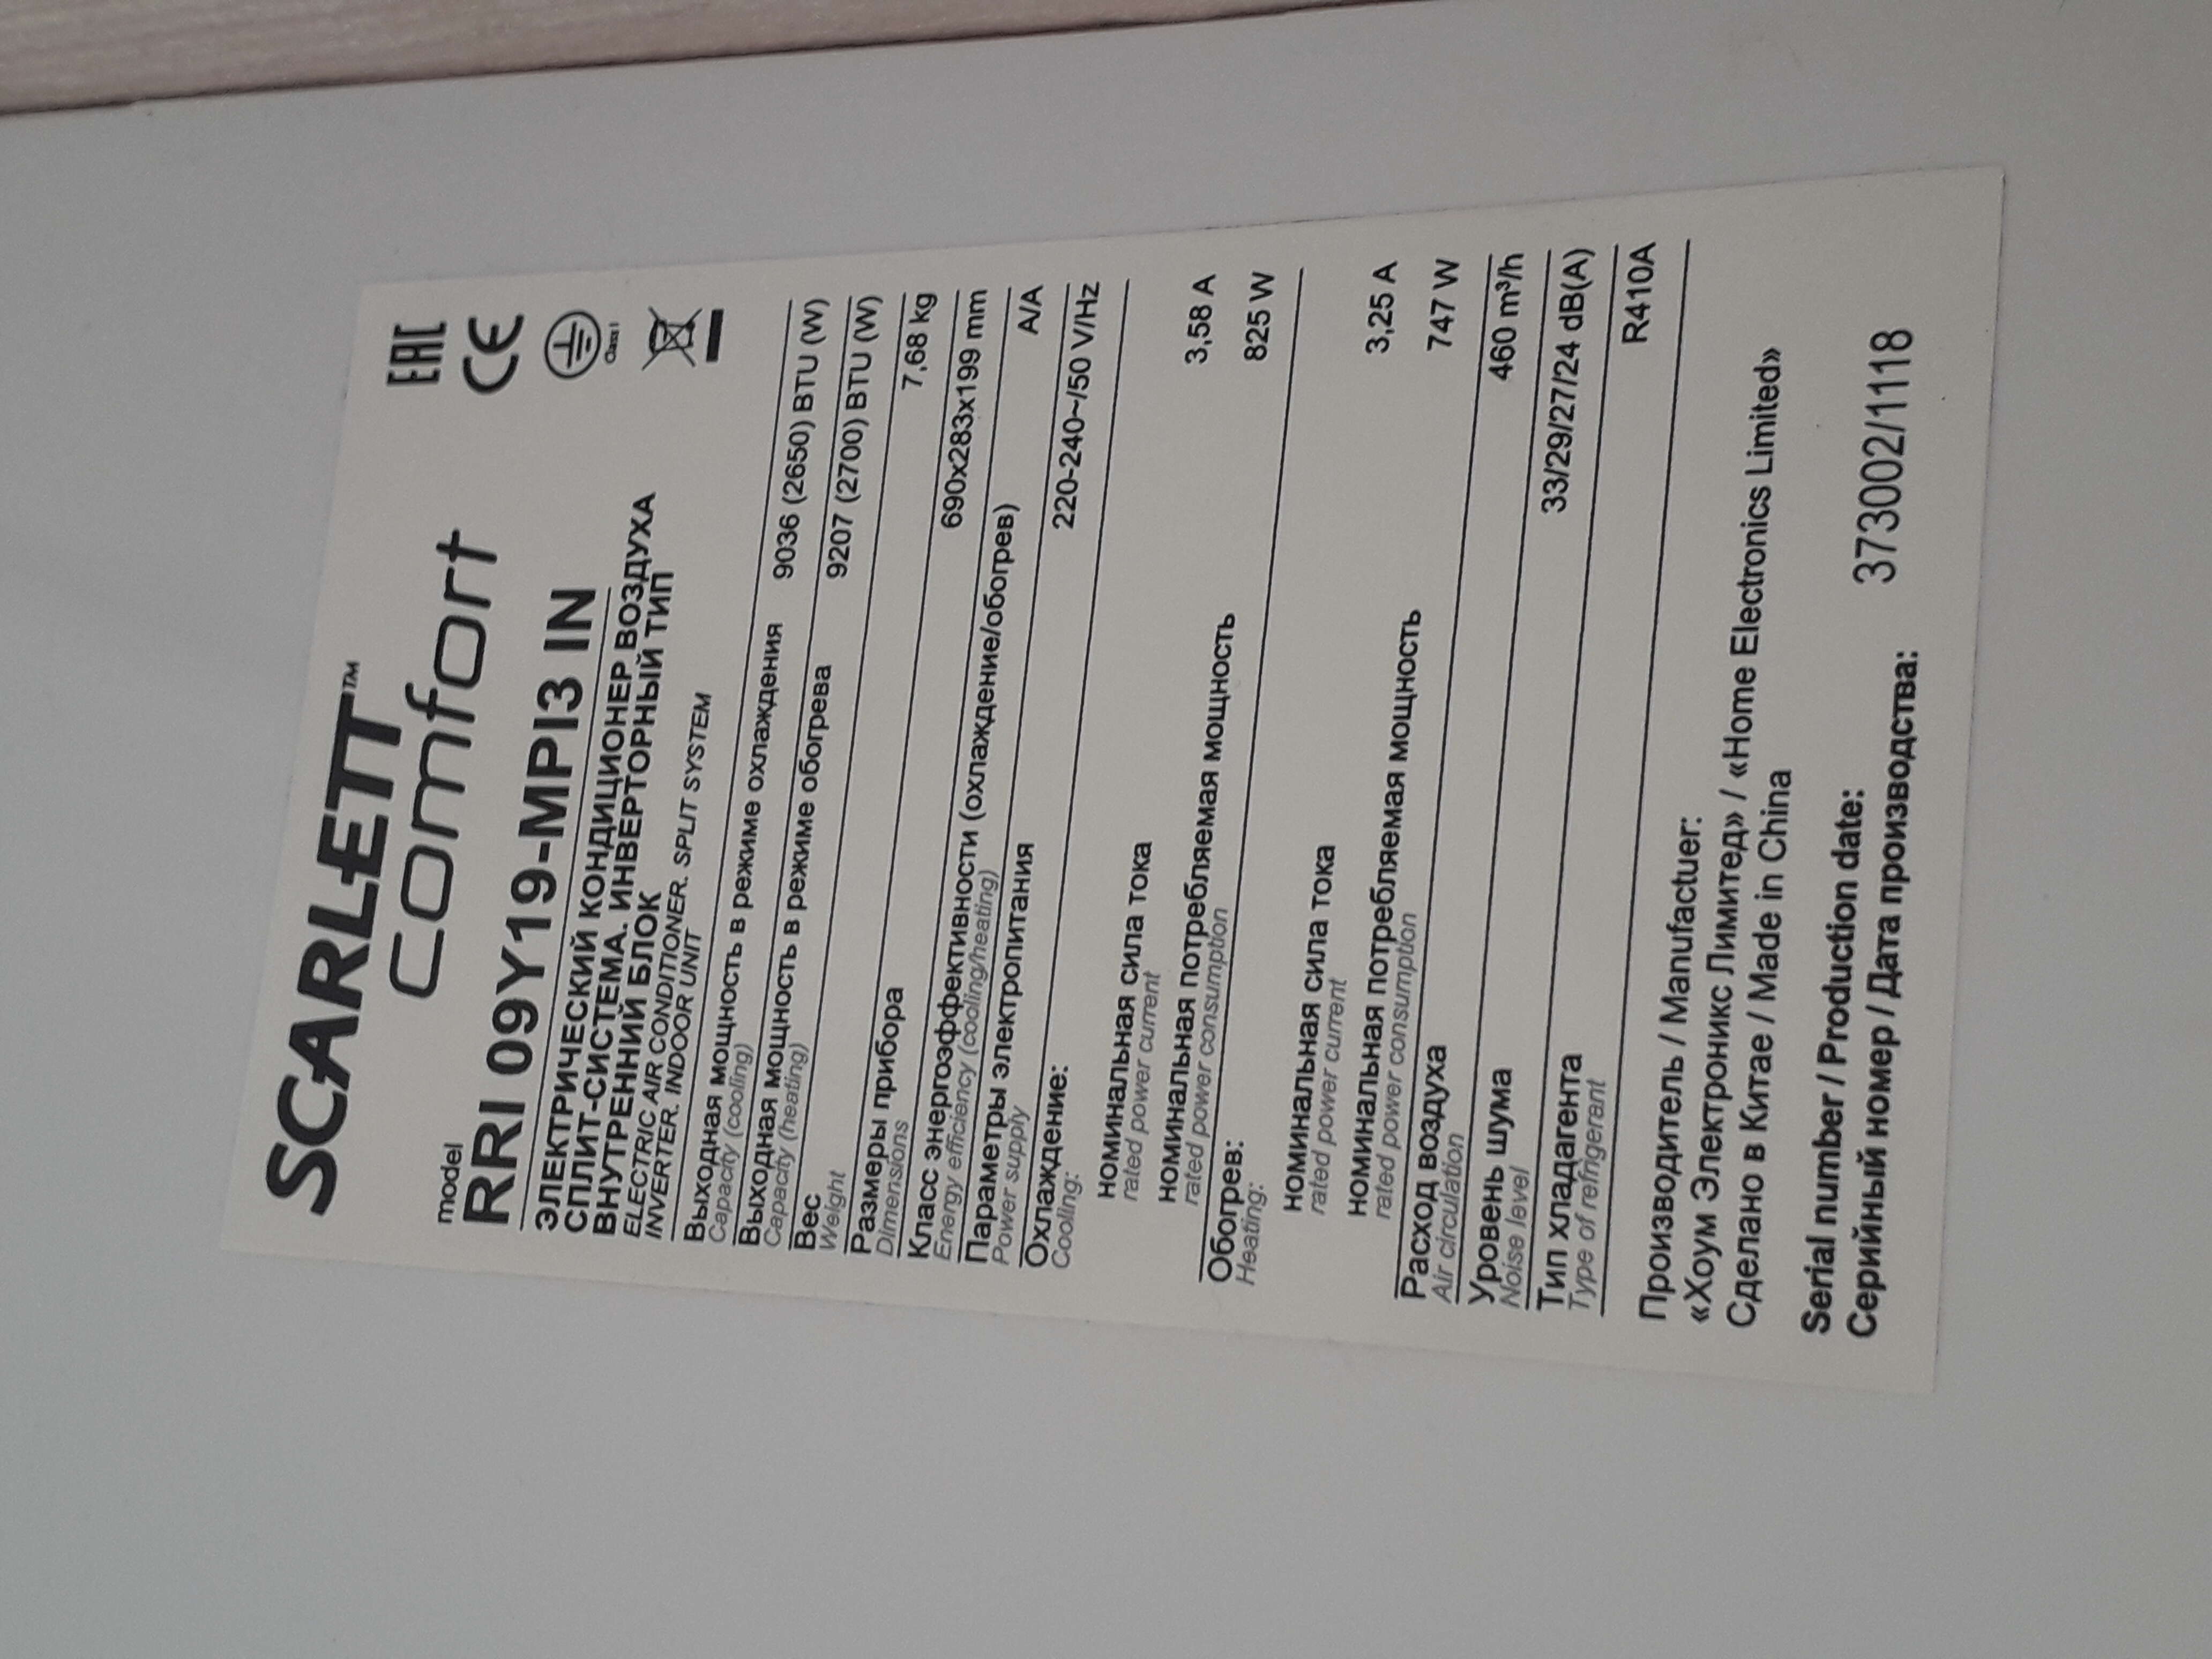 SCARLETT™
comfort
EAC
CE
model
RRI 09Y19-MPI3 IN
Class I
ЭЛЕКТРИЧЕСКИЙ КОНДИЦИОНЕР ВОЗДУХА
СПЛИТ-СИСТЕМА. ИНВЕРТОРНЫЙ ТИП
ВНУТРЕННИЙ БЛОК
ELECTRIC AIR CONDITIONER. SPLIT SYSTEM
INVERTER. INDOOR UNIT
Выходная мощность в режиме охлаждения 9036 (2650) BTU (W)
Capacity (cooling)
Выходная мощность в режиме обогрева 9207 (2700) BTU (W)
Capacity (heating)
Вес 7,68 kg
Weight
Размеры прибора 690x283x199 mm
Dimensions
Класс энергоэффективности (охлаждение/обогрев) A/A
Energy efficiency (cooling/heating)
Параметры электропитания 220-240~/50 V/Hz
Power supply
Охлаждение:
Cooling:
номинальная сила тока 3,58 A
rated power current
номинальная потребляемая мощность 825 W
rated power consumption
Обогрев:
Heating:
номинальная сила тока 3,25 A
rated power current
номинальная потребляемая мощность 747 W
rated power consumption
Расход воздуха 460 m³/h
Air circulation
Уровень шума 33/29/27/24 dB(A)
Noise level
Тип хладагента R410A
Type of refrigerant
Производитель / Manufactuer:
«Хоум Электроникс Лимитед» / «Home Electronics Limited»
Сделано в Китае / Made in China
Serial number / Production date:
Серийный номер / Дата производства: 373002/1118